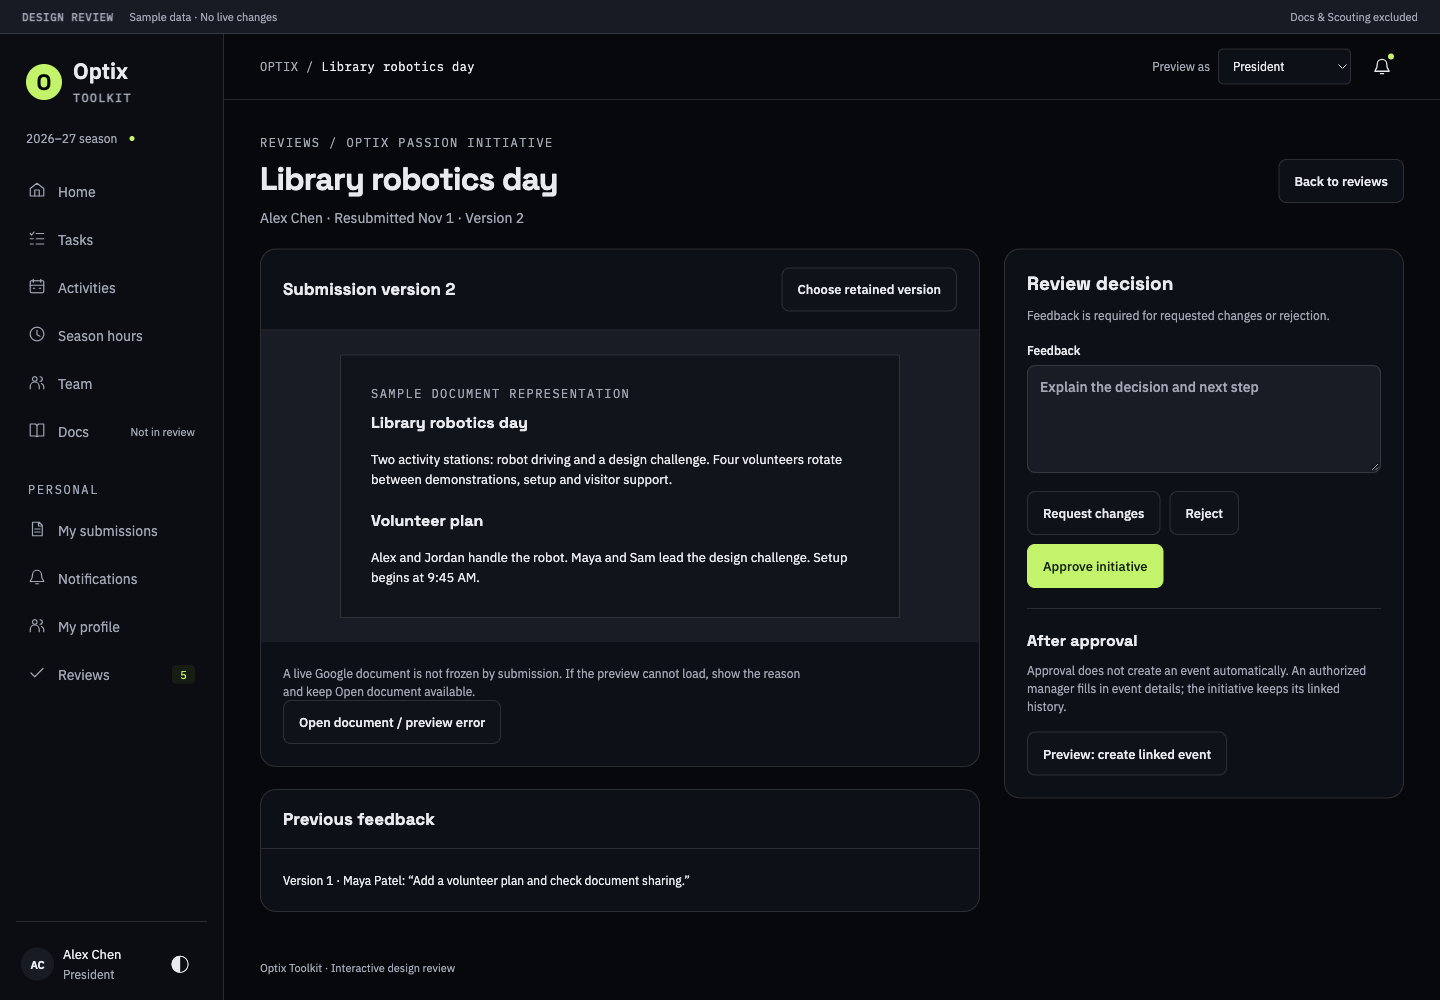 DESIGN REVIEW Sample data · No live changes Docs & Scouting excluded
O Optix
TOOLKIT
2026–27 season
Home
Tasks
Activities
Season hours
Team
Docs Not in review
PERSONAL
My submissions
Notifications
My profile
Reviews 5
AC Alex Chen
President
OPTIX / Library robotics day
Preview as President
REVIEWS / OPTIX PASSION INITIATIVE
Library robotics day
Alex Chen · Resubmitted Nov 1 · Version 2
Back to reviews
Submission version 2
Choose retained version
SAMPLE DOCUMENT REPRESENTATION
Library robotics day
Two activity stations: robot driving and a design challenge. Four volunteers rotate
between demonstrations, setup and visitor support.
Volunteer plan
Alex and Jordan handle the robot. Maya and Sam lead the design challenge. Setup
begins at 9:45 AM.
A live Google document is not frozen by submission. If the preview cannot load, show the reason
and keep Open document available.
Open document / preview error
Previous feedback
Version 1 · Maya Patel: “Add a volunteer plan and check document sharing.”
Review decision
Feedback is required for requested changes or rejection.
Feedback
Explain the decision and next step
Request changes Reject
Approve initiative
After approval
Approval does not create an event automatically. An authorized
manager fills in event details; the initiative keeps its linked
history.
Preview: create linked event
Optix Toolkit · Interactive design review